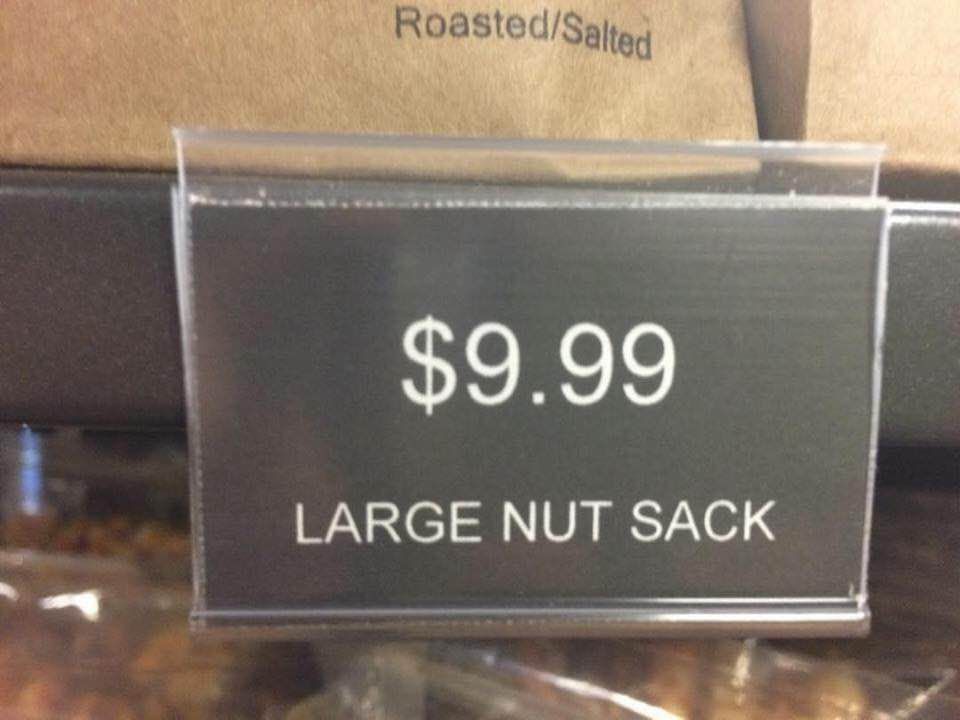 Roasted/Salted
$9.99
LARGE NUT SACK